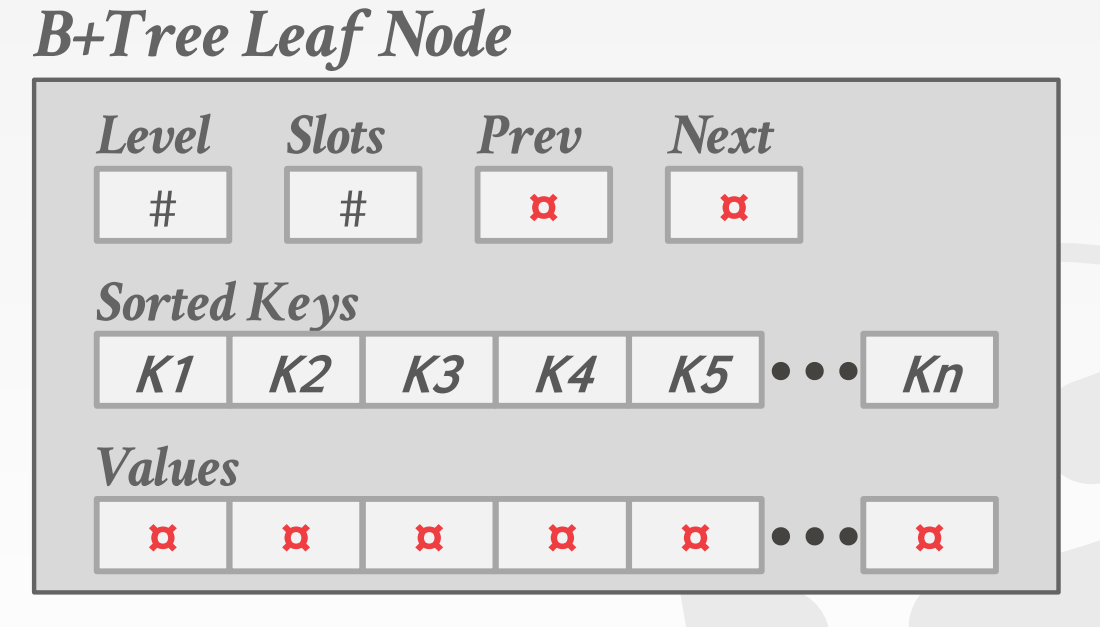 B+Tree Leaf Node
Level Slots Prev Next
# # ¤ ¤
Sorted Keys
K1 K2 K3 K4 K5 ••• Kn
Values
¤ ¤ ¤ ¤ ¤ ••• ¤